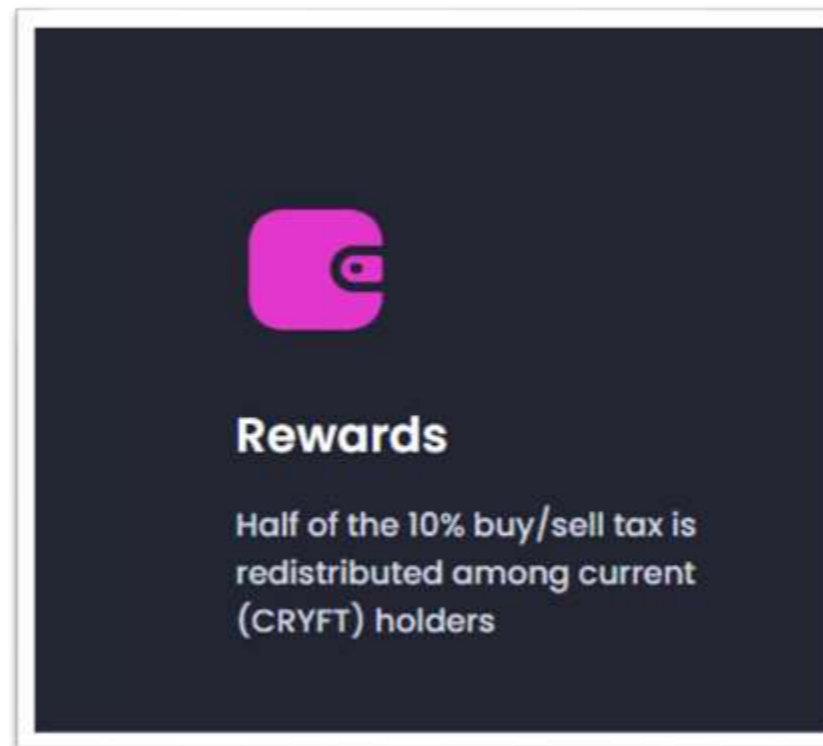 Rewards
Half of the 10% buy/sell tax is
redistributed among current
(CRYFT) holders